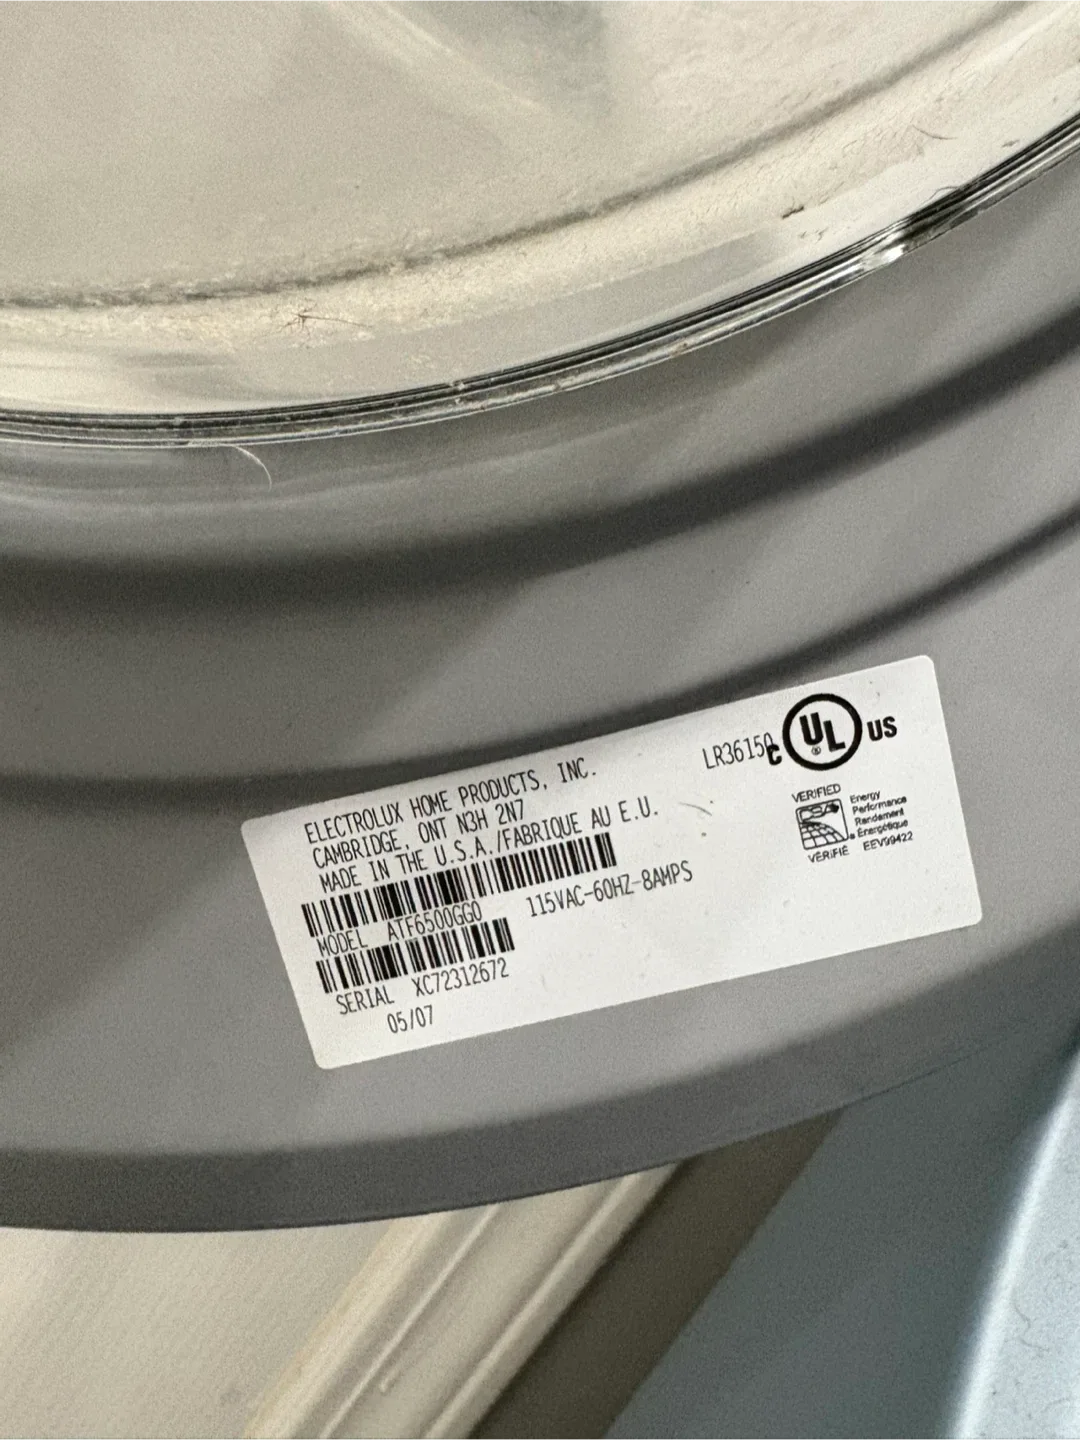 ELECTROLUX HOME PRODUCTS, INC.
CAMBRIDGE, ONT N3H 2N7
MADE IN THE U.S.A./FABRIQUE AU E.U.
LR36150
C UL ® US
VERIFIED
Energy
Performance
Rendement
Énergétique
VÉRIFIÉ EEV99422
MODEL ATF6500GG0 115VAC-60HZ-8AMPS
SERIAL XC72312672
05/07